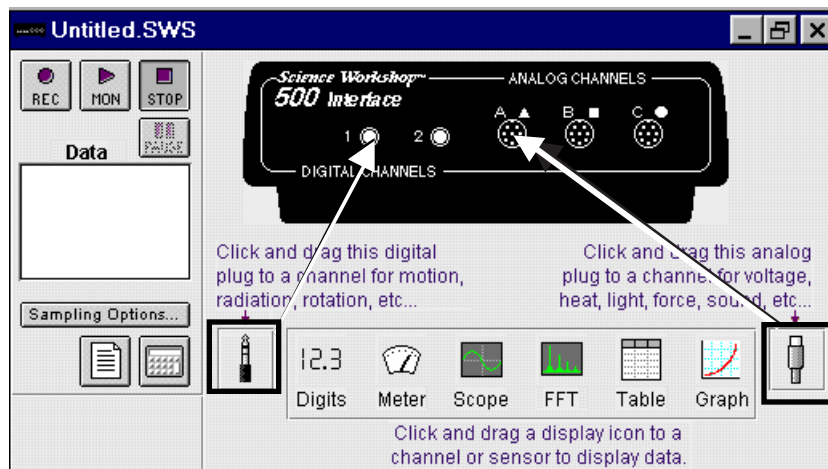 Untitled.SWS
REC MON STOP
PAUSE
Data
Sampling Options...
Science Workshop™
500 Interface
ANALOG CHANNELS
A B C
1 2
DIGITAL CHANNELS
Click and drag this digital
plug to a channel for motion,
radiation, rotation, etc...
Click and drag this analog
plug to a channel for voltage,
heat, light, force, sound, etc...
12.3
Digits Meter Scope FFT Table Graph
Click and drag a display icon to a
channel or sensor to display data.